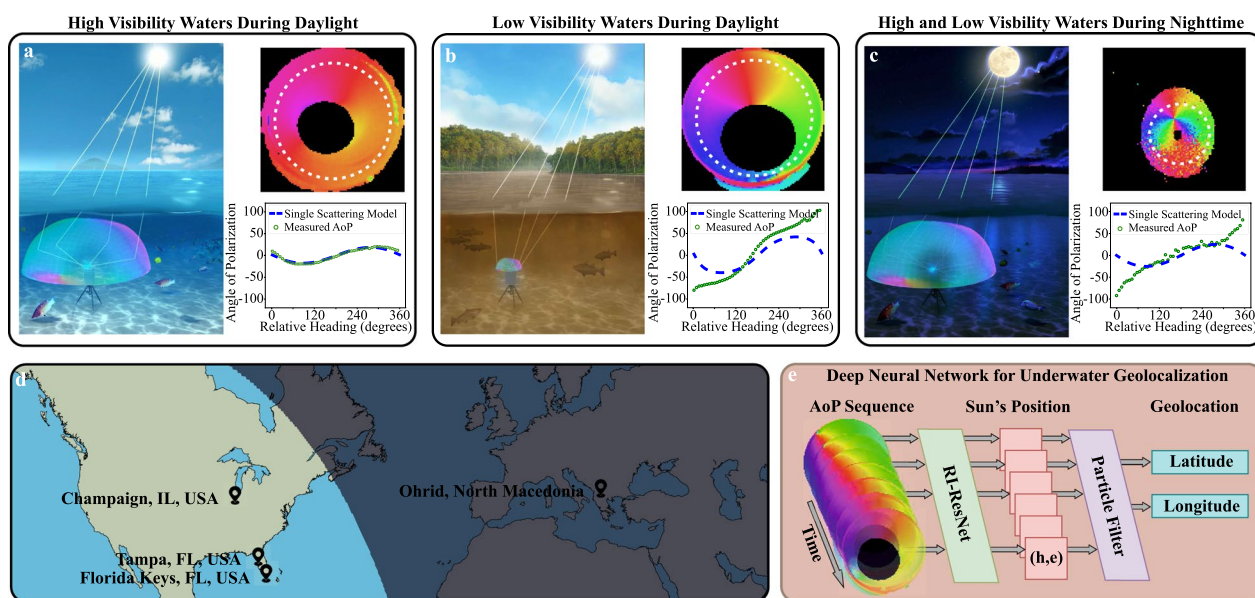 High Visibility Waters During Daylight
a
Angle of Polarization
100
50
0
-50
-100
Single Scattering Model
Measured AoP
0 120 240 360
Relative Heading (degrees)
Low Visibility Waters During Daylight
b
Angle of Polarization
100
50
0
-50
-100
Single Scattering Model
Measured AoP
0 120 240 360
Relative Heading (degrees)
High and Low Visbility Waters During Nighttime
c
Angle of Polarization
100
50
0
-50
-100
Single Scattering Model
Measured AoP
0 120 240 360
Relative Heading (degrees)
d
Champaign, IL, USA
Tampa, FL, USA
Florida Keys, FL, USA
Ohrid, North Macedonia
e
Deep Neural Network for Underwater Geolocalization
AoP Sequence
Sun's Position
Geolocation
Time
RI-ResNet
(h,e)
Particle Filter
Latitude
Longitude